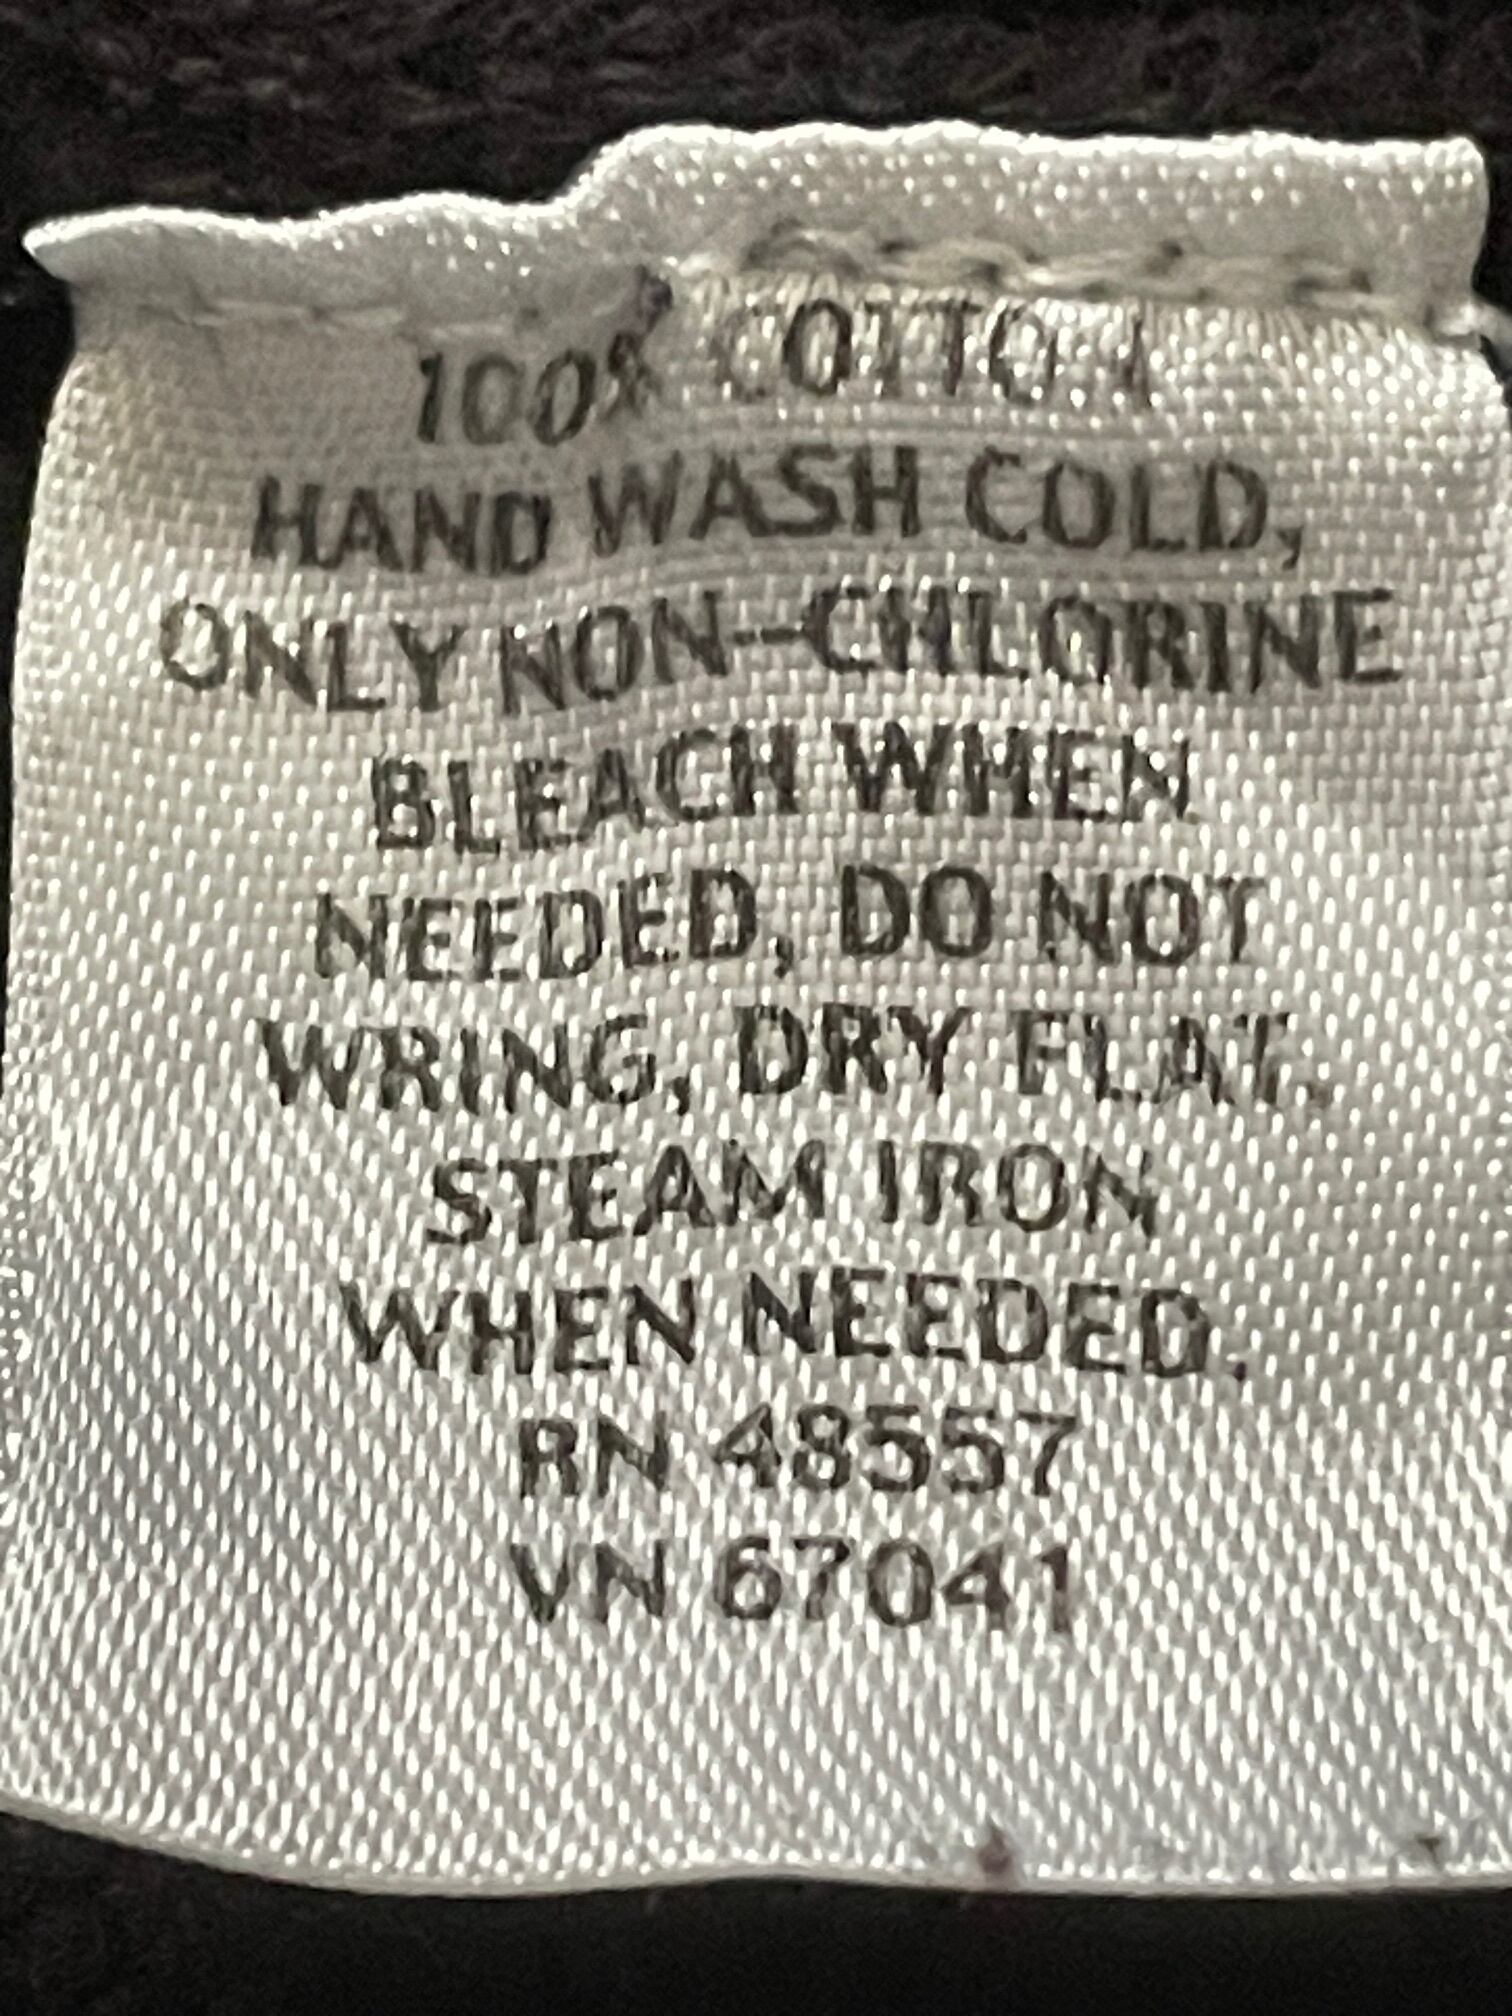 100% COTTON
HAND WASH COLD,
ONLY NON-CHLORINE
BLEACH WHEN
NEEDED, DO NOT
WRING, DRY FLAT.
STEAM IRON
WHEN NEEDED.
RN 48557
VN 67041